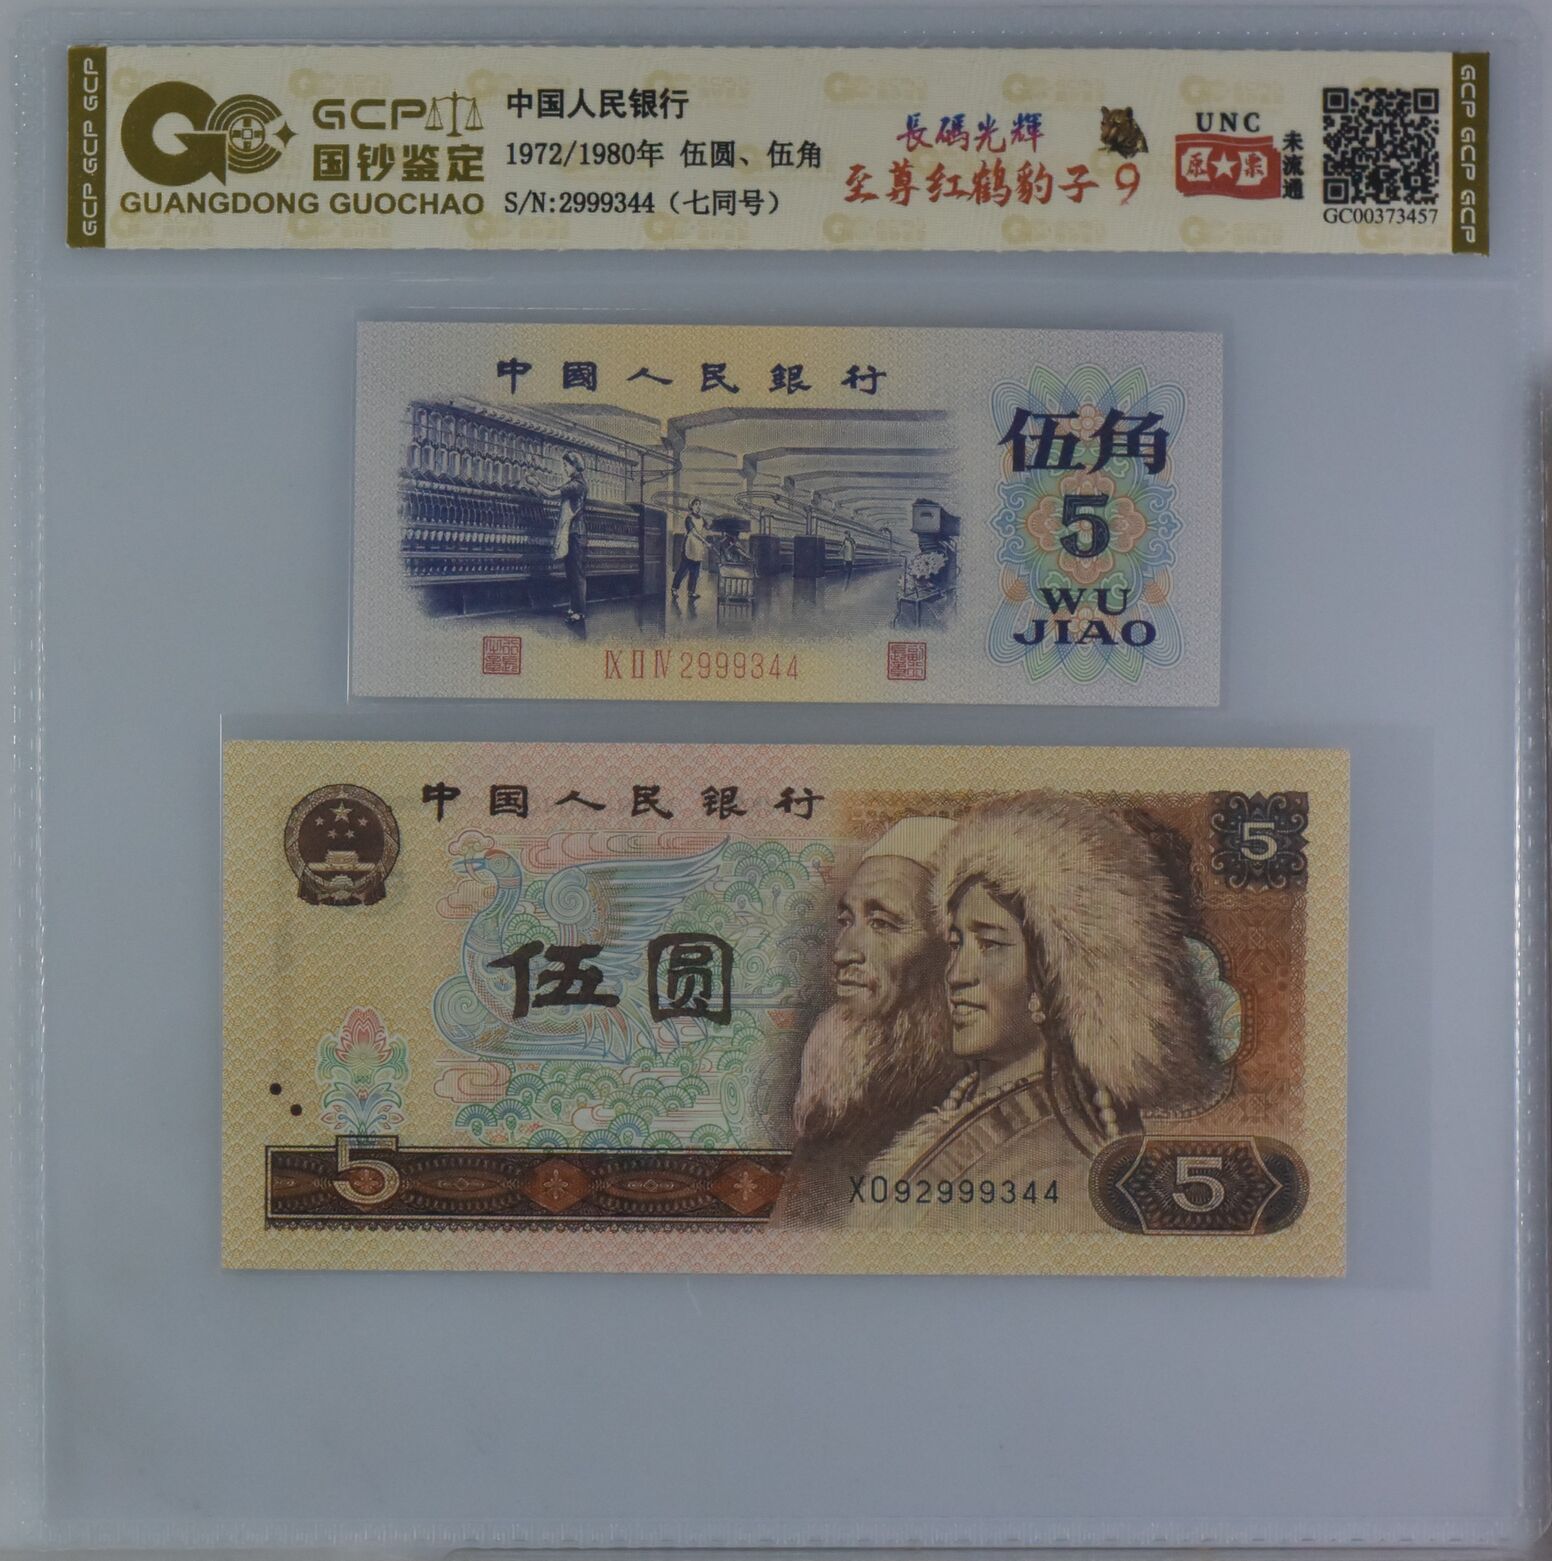 GCP GCP GCP
GCP
国钞鉴定
GUANGDONG GUOCHAO
中国人民银行
1972/1980年 伍圆、伍角
S/N:2999344（七同号）
長碼光輝
至尊红鹤豹子9
UNC
原★票
未流通
GC00373457
GCP GCP GCP
中國人民銀行
伍角
5
WU
JIAO
IX II IV 2999344
中国人民银行
5
伍圆
5
X092999344
5